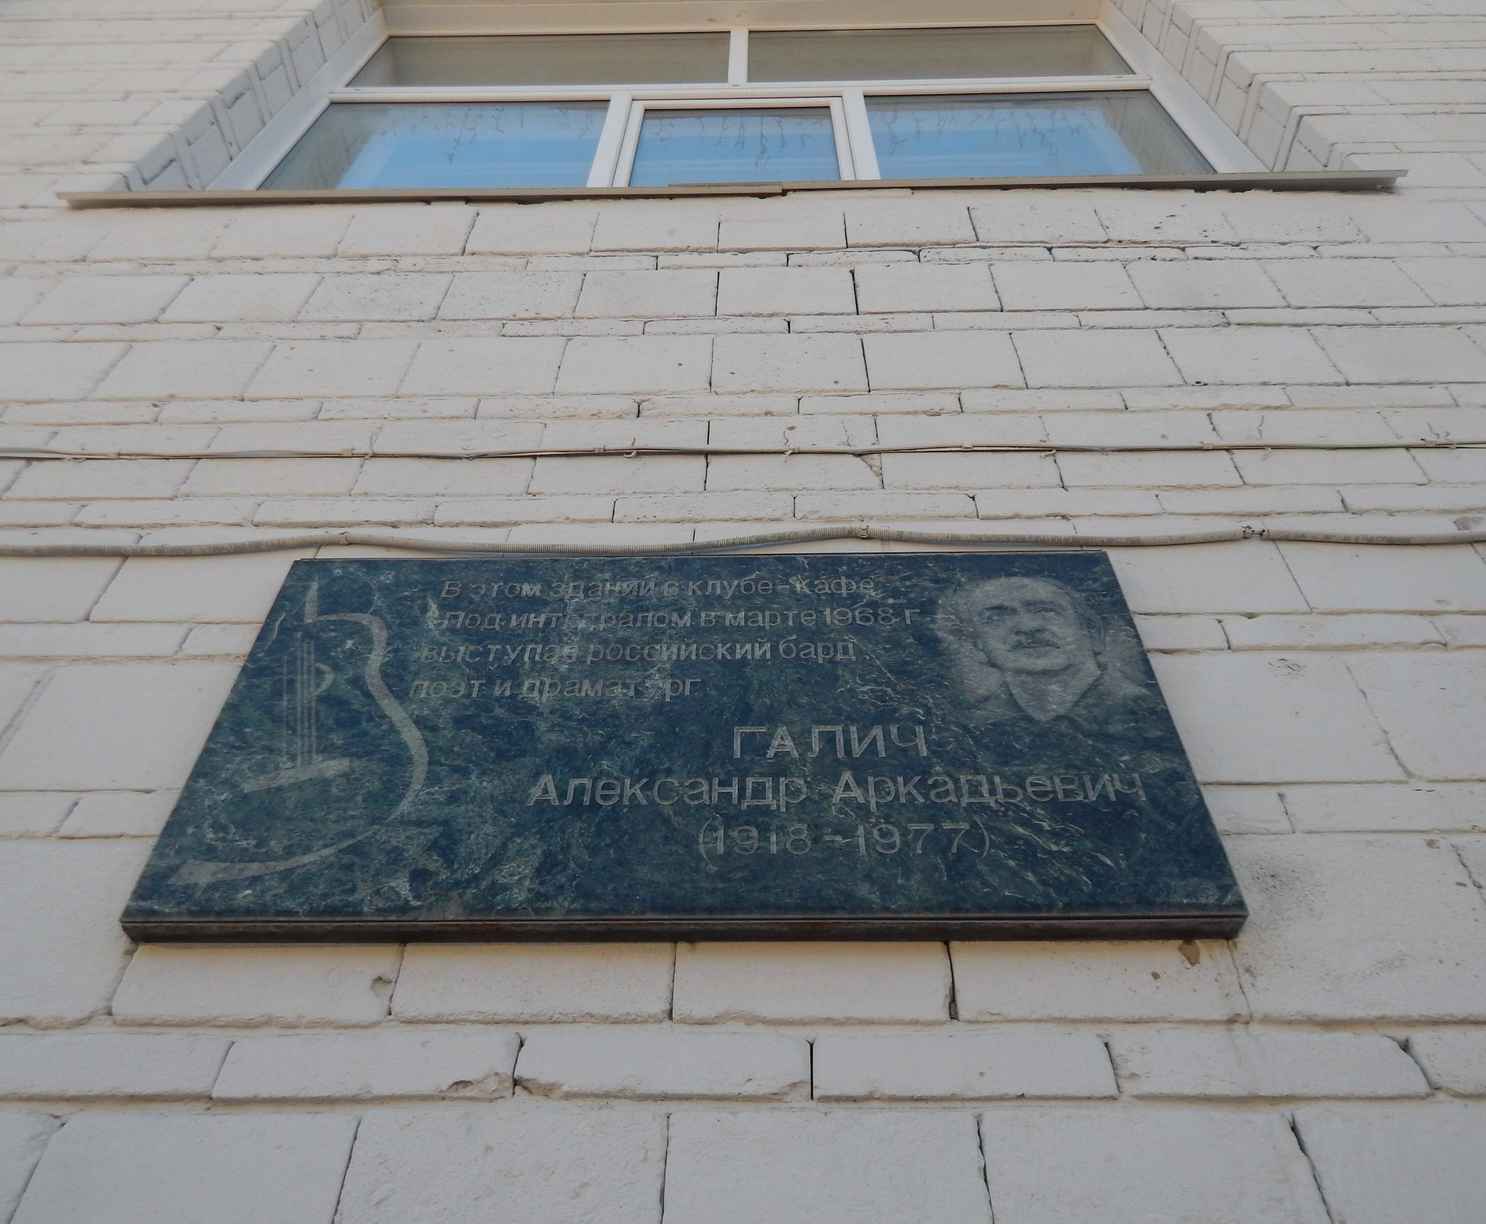 В этом здании в клубе-кафе
"Под интегралом" в марте 1968 г
выступал российский бард
поэт и драматург
ГАЛИЧ
Александр Аркадьевич
(1918-1977)